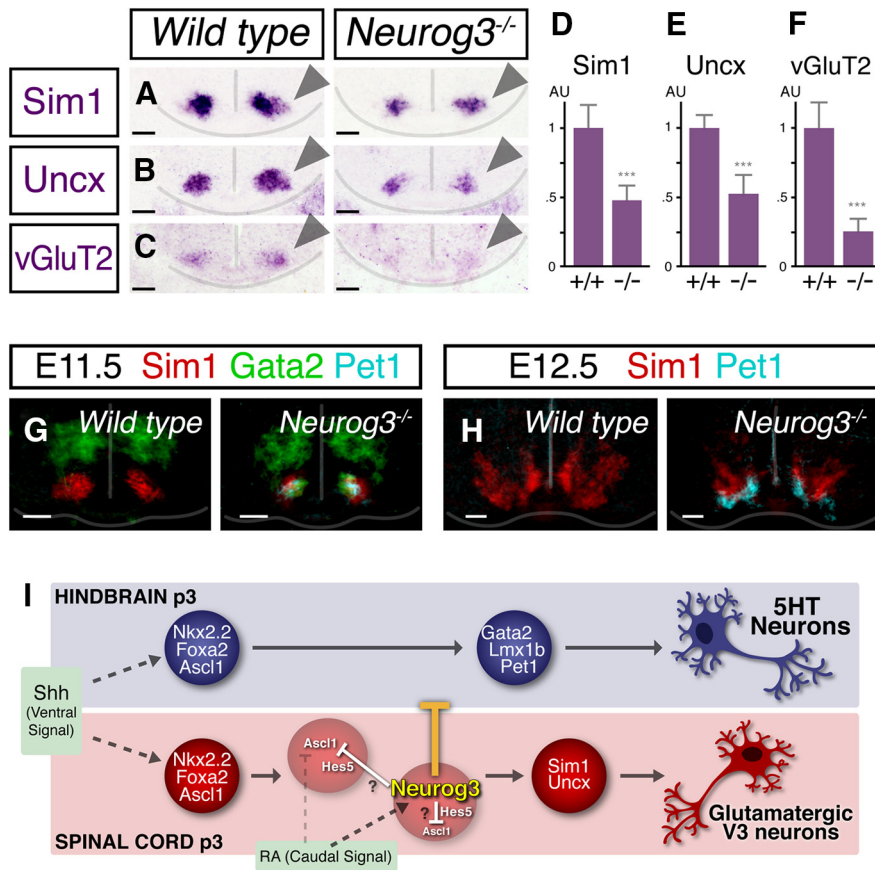 Wild type Neurog3-/-
D E F
Sim1 Uncx vGluT2
Sim1
A
Uncx
B
vGluT2
C
AU AU AU
1 1 1
*** *** ***
.5 .5 .5
0 0 0
+/+ -/- +/+ -/- +/+ -/-
E11.5 Sim1 Gata2 Pet1
E12.5 Sim1 Pet1
G Wild type Neurog3-/-
H Wild type Neurog3-/-
I
HINDBRAIN p3
Nkx2.2
Foxa2
Ascl1
Gata2
Lmx1b
Pet1
5HT
Neurons
Shh
(Ventral
Signal)
Nkx2.2
Foxa2
Ascl1
Ascl1
Hes5
?
Neurog3
? Hes5
Ascl1
Sim1
Uncx
Glutamatergic
V3 neurons
SPINAL CORD p3
RA (Caudal Signal)